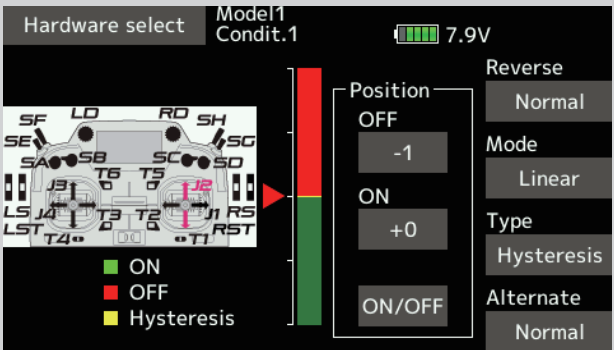 Hardware select
Model1
Condit.1
7.9V
LD
RD
SF
SH
SE
SG
SA
SB
SC
SD
T6
T5
J3
J2
LS
J4
T3
T2
J1
RS
LST
T4
T1
RST
ON
OFF
Hysteresis
Position
OFF
-1
ON
+0
ON/OFF
Reverse
Normal
Mode
Linear
Type
Hysteresis
Alternate
Normal